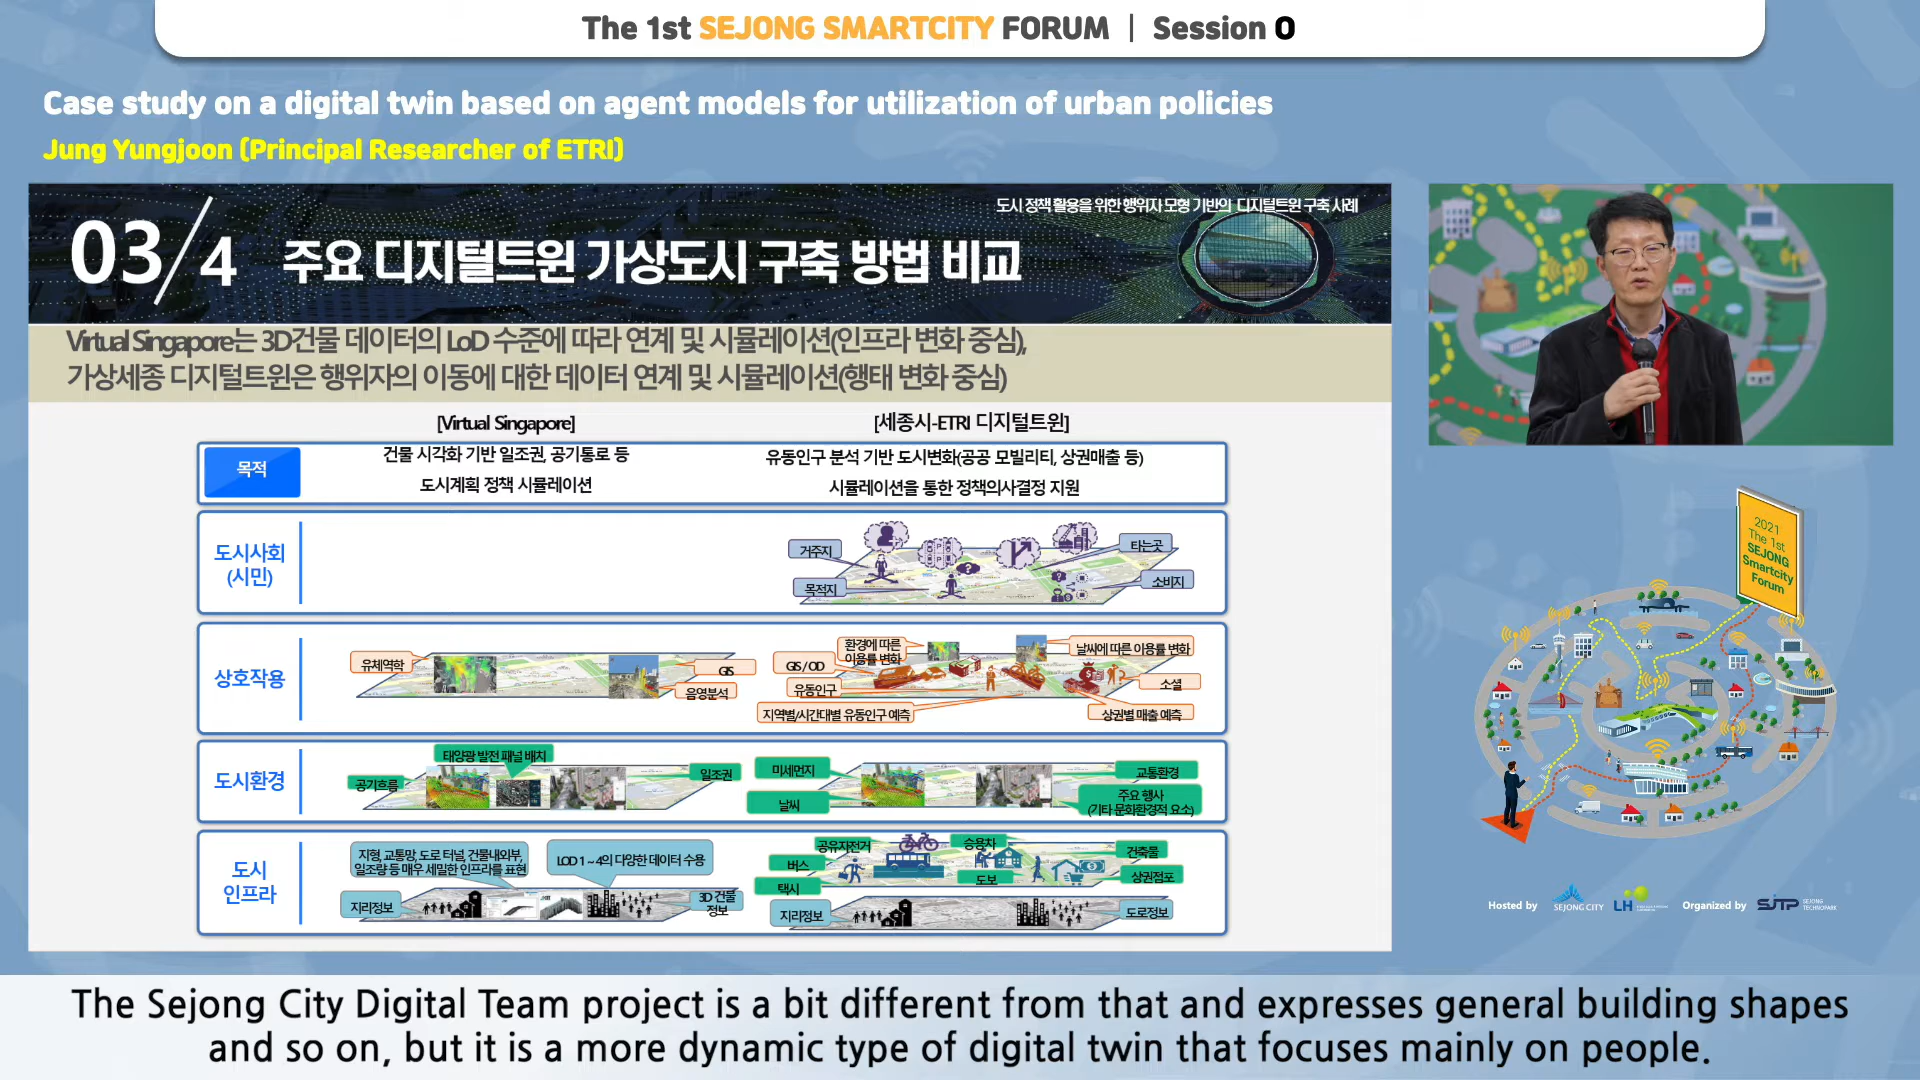 The 1st SEJONG SMARTCITY FORUM | Session 0
Case study on a digital twin based on agent models for utilization of urban policies
Jung Yungjoon (Principal Researcher of ETRI)
도시 정책 활용을 위한 행위자 모형 기반의 디지털트윈 구축 사례
03/4 주요 디지털트윈 가상도시 구축 방법 비교
Virtual Singapore는 3D건물 데이터의 LoD 수준에 따라 연계 및 시뮬레이션(인프라 변화 중심),
가상세종 디지털트윈은 행위자의 이동에 대한 데이터 연계 및 시뮬레이션(행태 변화 중심)
[Virtual Singapore]
[세종시-ETRI 디지털트윈]
목적
건물 시각화 기반 일조권, 공기통로 등
도시계획 정책 시뮬레이션
유동인구 분석 기반 도시변화(공공 모빌리티, 상권매출 등)
시뮬레이션을 통한 정책의사결정 지원
도시사회
(시민)
거주지
타는곳
목적지
소비지
상호작용
유체역학
GIS
음영분석
환경에 따른
이용률 변화
날씨에 따른 이용률 변화
GIS / OD
유동인구
소셜
지역별/시간대별 유동인구 예측
상권별 매출 예측
도시환경
태양광 발전 패널 배치
공기흐름
일조권
미세먼지
교통환경
날씨
주요 행사
(기타 문화환경적 요소)
도시
인프라
지형, 교통망, 도로 터널, 건물내외부,
일조량 등 매우 세밀한 인프라를 표현
LOD 1 ~ 4의 다양한 데이터 수용
지리정보
3D 건물
정보
공유자전거
승용차
건축물
버스
택시
도보
상권점포
지리정보
도로정보
2021
The 1st
SEJONG
Smartcity
Forum
Hosted by
SEJONG CITY
LH
Organized by
SJTP
SEJONG
TECHNOPARK
The Sejong City Digital Team project is a bit different from that and expresses general building shapes
and so on, but it is a more dynamic type of digital twin that focuses mainly on people.